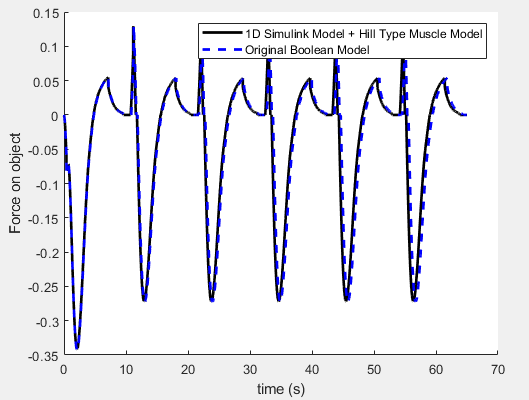 0.15
1D Simulink Model + Hill Type Muscle Model
Original Boolean Model
0.1
0.05
0
-0.05
-0.1
-0.15
-0.2
-0.25
-0.3
-0.35
Force on object
0 10 20 30 40 50 60 70
time (s)